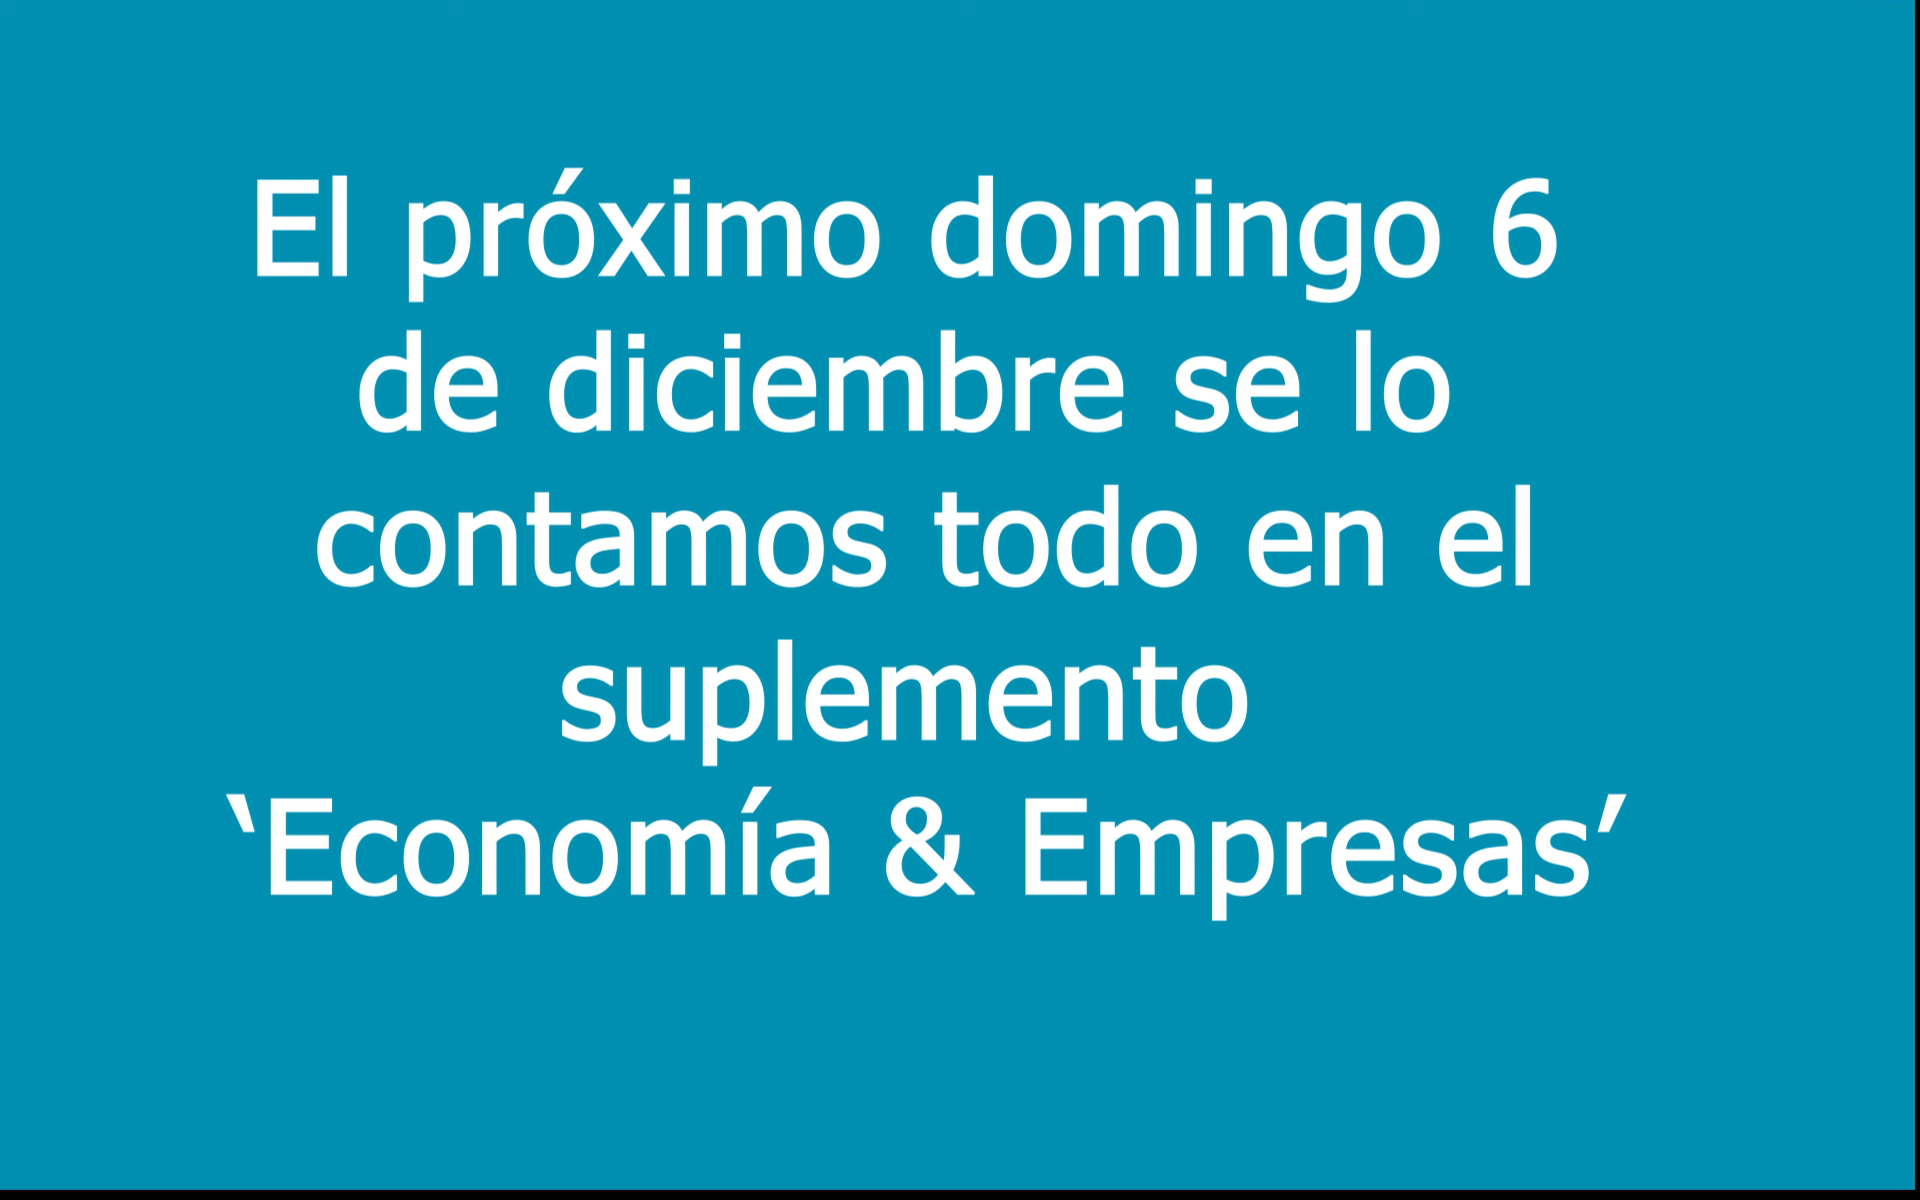 El próximo domingo 6
de diciembre se lo
contamos todo en el
suplemento
‘Economía & Empresas’